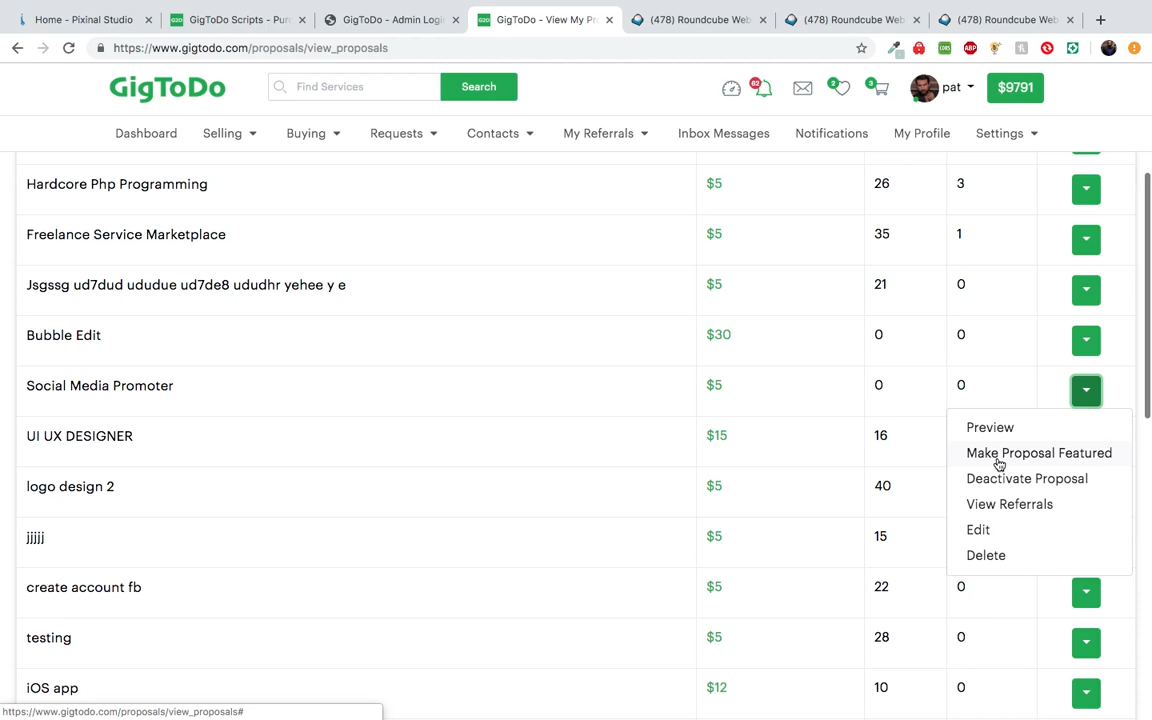 Home - Pixinal Studio
GigToDo Scripts - Pur
GigToDo - Admin Logi
GigToDo - View My Pr
(478) Roundcube Web
(478) Roundcube Web
(478) Roundcube Web
https://www.gigtodo.com/proposals/view_proposals
GigToDo
Find Services
Search
62
2
3
pat
$9791
Dashboard
Selling
Buying
Requests
Contacts
My Referrals
Inbox Messages
Notifications
My Profile
Settings
Hardcore Php Programming $5 26 3
Freelance Service Marketplace $5 35 1
Jsgssg ud7dud ududue ud7de8 ududhr yehee y e $5 21 0
Bubble Edit $30 0 0
Social Media Promoter $5 0 0
Preview
UI UX DESIGNER $15 16
Make Proposal Featured
Deactivate Proposal
logo design 2 $5 40
View Referrals
Edit
jjjjj $5 15
Delete
create account fb $5 22 0
testing $5 28 0
iOS app $12 10 0
https://www.gigtodo.com/proposals/view_proposals#